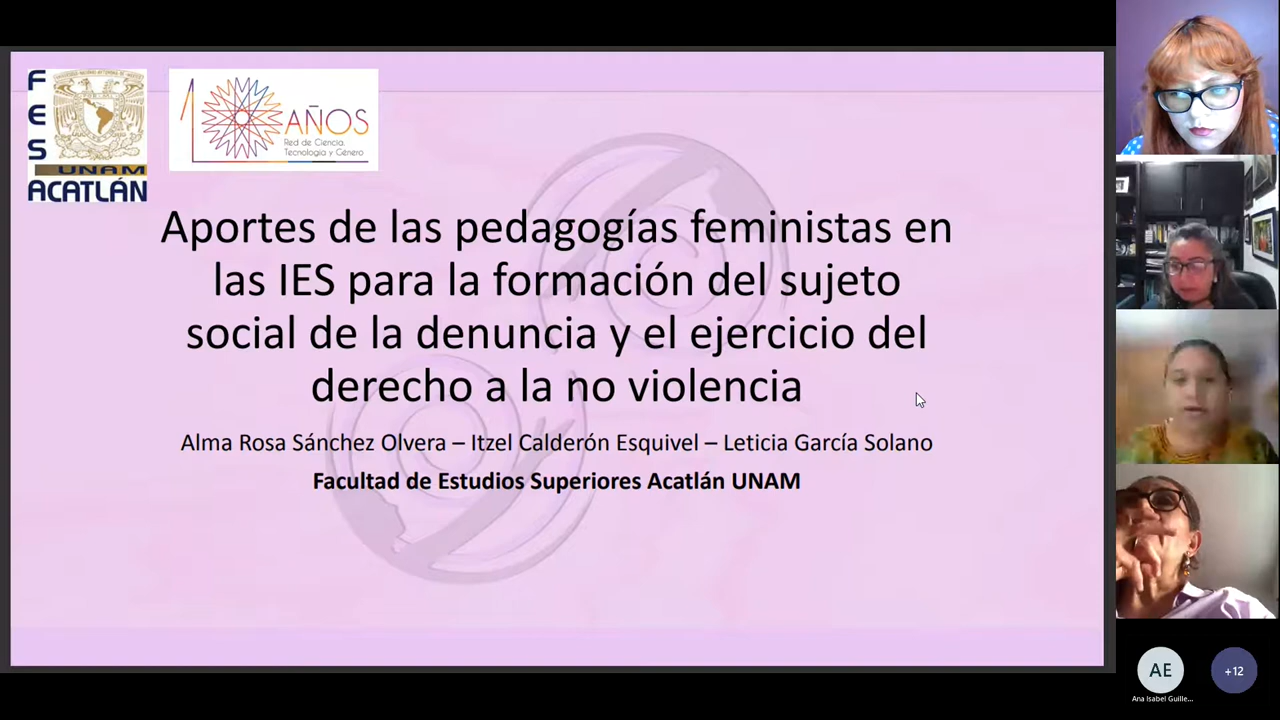 FES
UNAM
ACATLÁN
10 AÑOS
Red de Ciencia,
Tecnología y Género
Aportes de las pedagogías feministas en
las IES para la formación del sujeto
social de la denuncia y el ejercicio del
derecho a la no violencia
Alma Rosa Sánchez Olvera – Itzel Calderón Esquivel – Leticia García Solano
Facultad de Estudios Superiores Acatlán UNAM
AE
+12
Ana Isabel Guille...